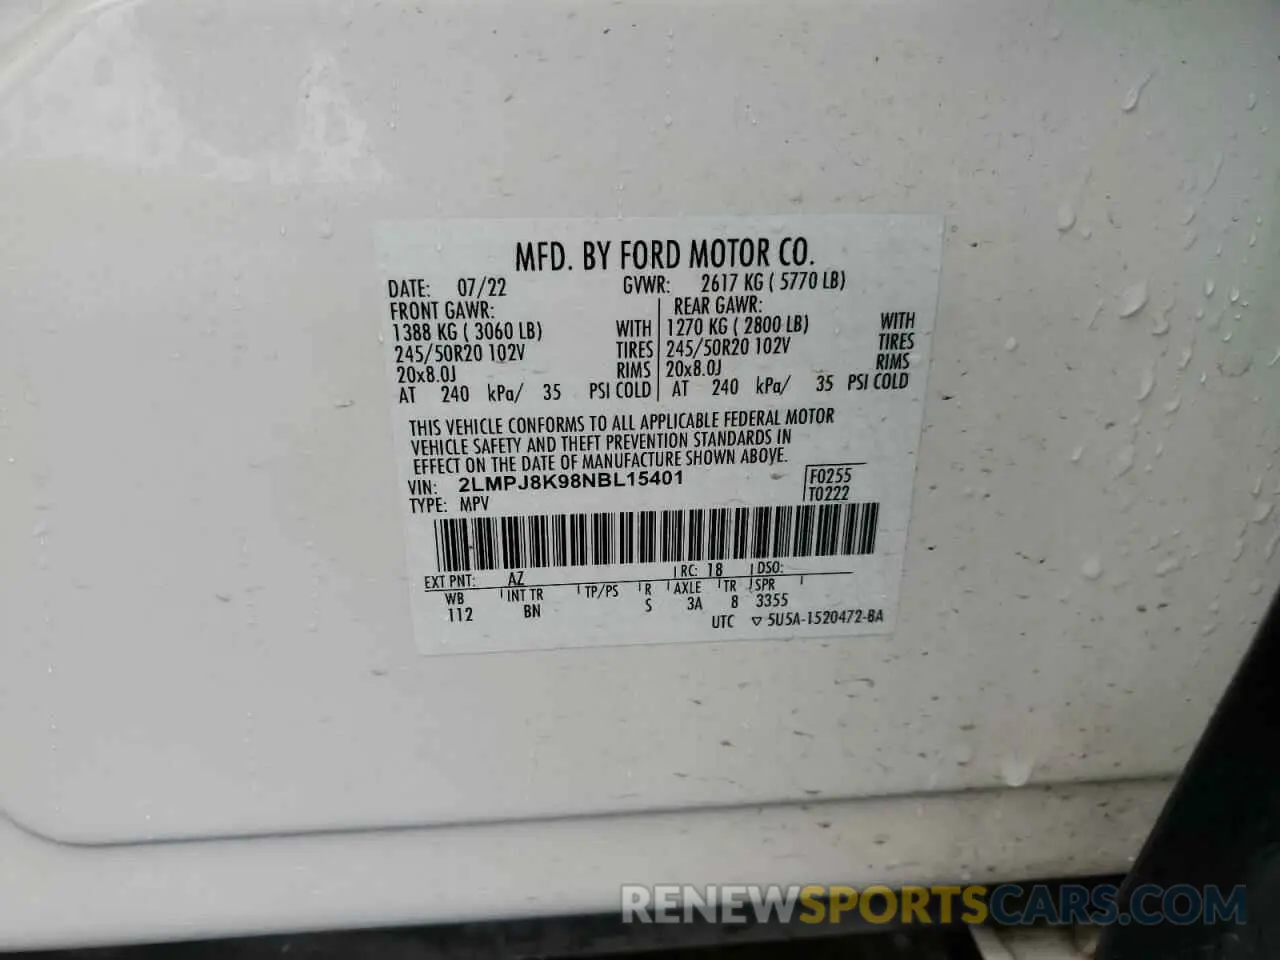 MFD. BY FORD MOTOR CO.
DATE: 07/22 GVWR: 2617 KG ( 5770 LB)
FRONT GAWR: REAR GAWR:
1388 KG ( 3060 LB) WITH 1270 KG ( 2800 LB) WITH
245/50R20 102V TIRES 245/50R20 102V TIRES
20x8.0J RIMS 20x8.0J RIMS
AT 240 kPa/ 35 PSI COLD AT 240 kPa/ 35 PSI COLD
THIS VEHICLE CONFORMS TO ALL APPLICABLE FEDERAL MOTOR
VEHICLE SAFETY AND THEFT PREVENTION STANDARDS IN
EFFECT ON THE DATE OF MANUFACTURE SHOWN ABOVE.
VIN: 2LMPJ8K98NBL15401 F0255
TYPE: MPV T0222
EXT PNT: AZ RC: 18 DSO:
WB INT TR TP/PS R AXLE TR SPR
112 BN S 3A 8 3355
UTC ▽ 5U5A-1520472-BA
RENEWSPORTSCARS.COM